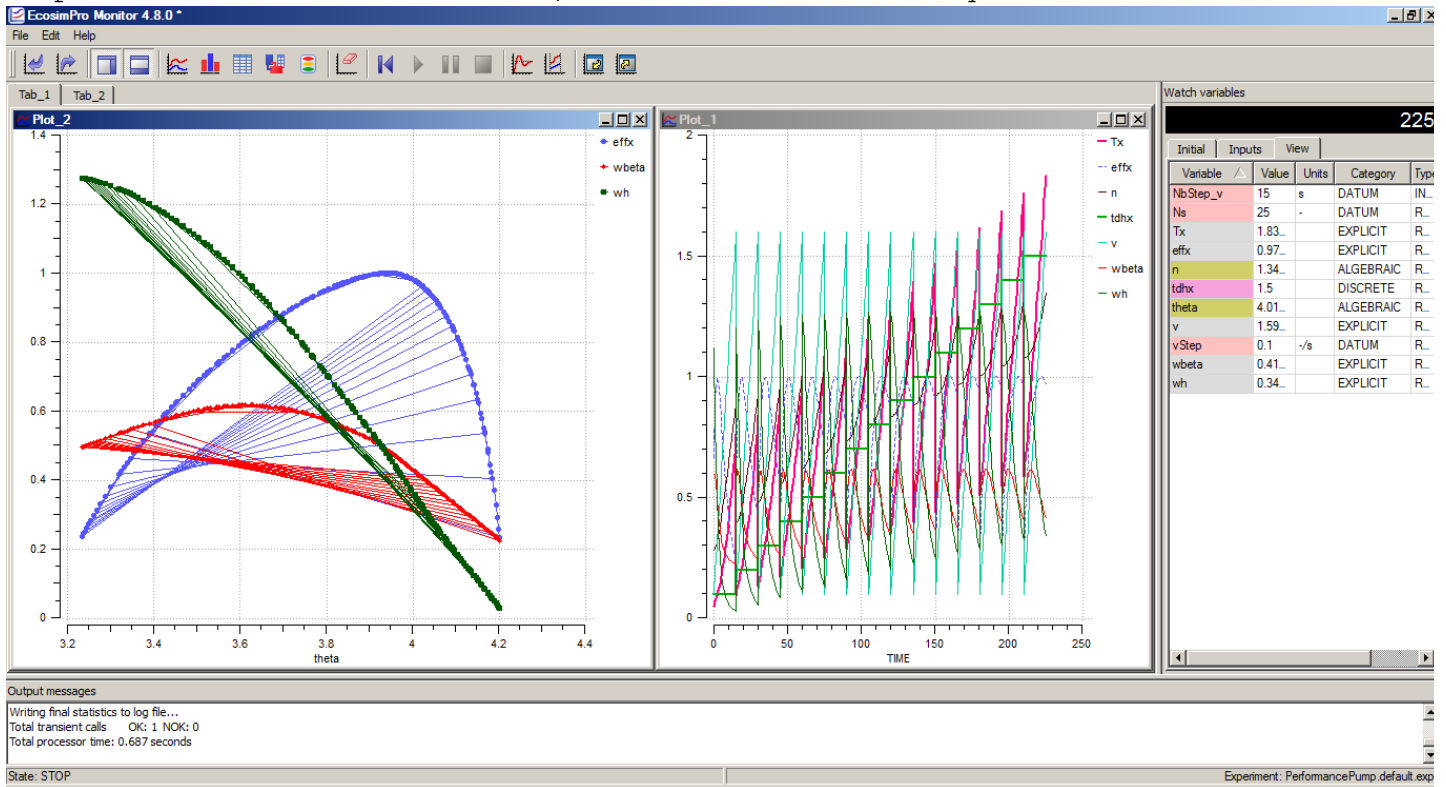 EcosimPro Monitor 4.8.0 *
File Edit Help
Tab_1 Tab_2
Plot_2
1.4
1.2
1
0.8
0.6
0.4
0.2
0
3.2 3.4 3.6 3.8 4 4.2 4.4
theta
effx
wbeta
wh
Plot_1
2
1.5
1
0.5
0
0 50 100 150 200 250
TIME
Tx
effx
n
tdhx
v
wbeta
wh
Watch variables
225
Initial Inputs View
Variable Value Units Category Type
NbStep_v 15 s DATUM IN...
Ns 25 - DATUM R...
Tx 1.83... EXPLICIT R...
effx 0.97... EXPLICIT R...
n 1.34... ALGEBRAIC R...
tdhx 1.5 DISCRETE R...
theta 4.01... ALGEBRAIC R...
v 1.59... EXPLICIT R...
vStep 0.1 -/s DATUM R...
wbeta 0.41... EXPLICIT R...
wh 0.34... EXPLICIT R...
Output messages
Writing final statistics to log file...
Total transient calls OK: 1 NOK: 0
Total processor time: 0.687 seconds
State: STOP
Experiment: PerformancePump.default.exp